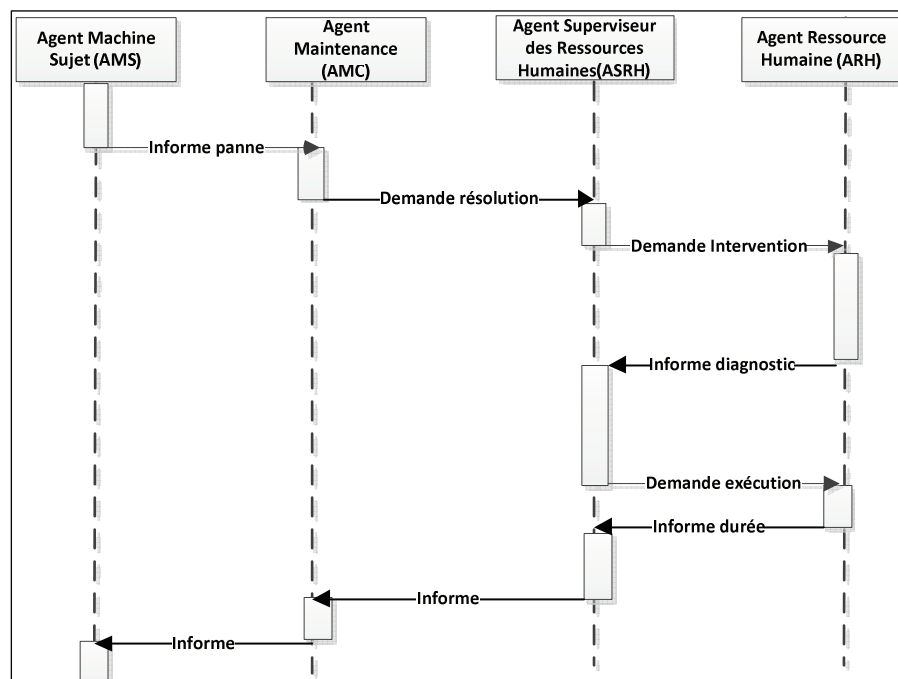 Agent Machine
Sujet (AMS)
Agent
Maintenance
(AMC)
Agent Superviseur
des Ressources
Humaines(ASRH)
Agent Ressource
Humaine (ARH)
Informe panne
Demande résolution
Demande Intervention
Informe diagnostic
Demande exécution
Informe durée
Informe
Informe